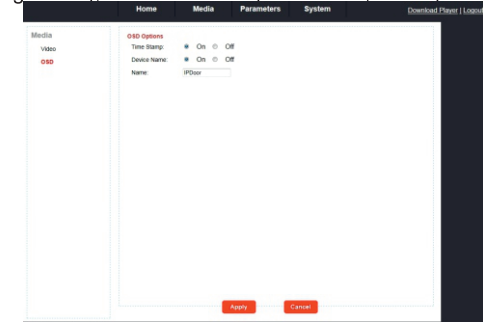 Home Media Parameters System Download Player | Logout
Media
Video
OSD
OSD Options
Time Stamp: On Off
Device Name: On Off
Name: IPDoor
Apply Cancel